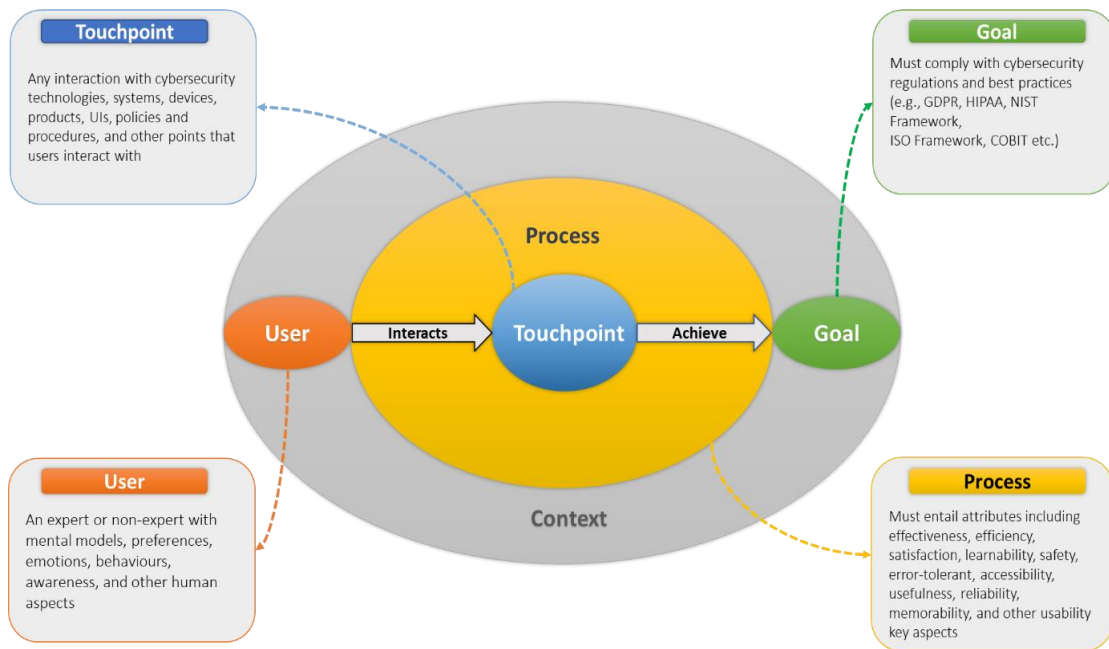 Touchpoint
Any interaction with cybersecurity
technologies, systems, devices,
products, UIs, policies and
procedures, and other points that
users interact with
Goal
Must comply with cybersecurity
regulations and best practices
(e.g., GDPR, HIPAA, NIST
Framework,
ISO Framework, COBIT etc.)
Process
User
Interacts
Touchpoint
Achieve
Goal
Context
User
An expert or non-expert with
mental models, preferences,
emotions, behaviours,
awareness, and other human
aspects
Process
Must entail attributes including
effectiveness, efficiency,
satisfaction, learnability, safety,
error-tolerant, accessibility,
usefulness, reliability,
memorability, and other usability
key aspects